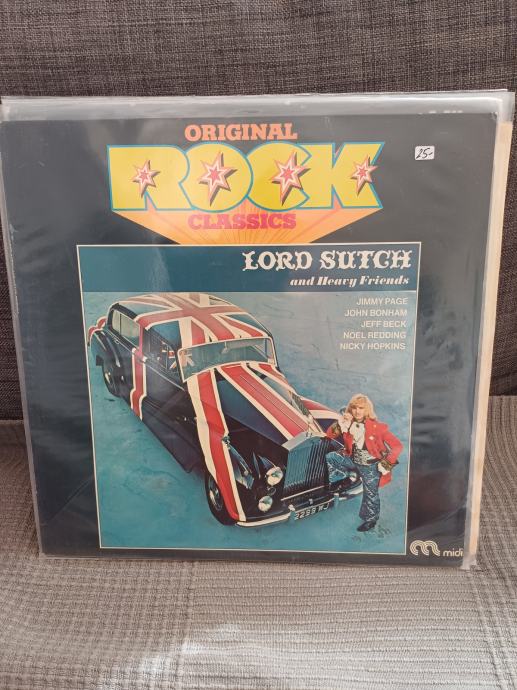 ORIGINAL
ROCK
25-
CLASSICS
LORD SUTCH
and Heavy Friends
JIMMY PAGE
JOHN BONHAM
JEFF BECK
NOEL REDDING
NICKY HOPKINS
midi